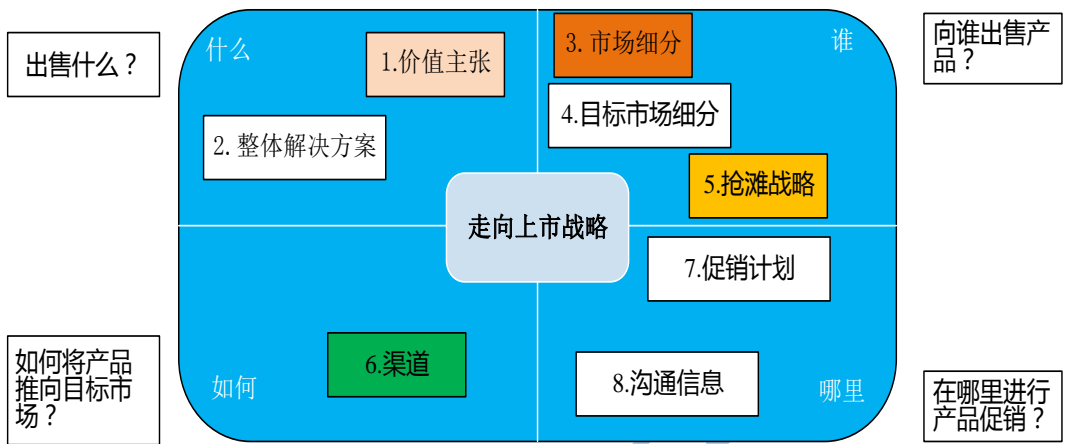 出售什么？
什么
1.价值主张
2. 整体解决方案
3. 市场细分
谁
4.目标市场细分
5.抢滩战略
向谁出售产
品？
走向上市战略
如何将产品
推向目标市
场？
如何
6.渠道
7.促销计划
8.沟通信息
哪里
在哪里进行
产品促销？